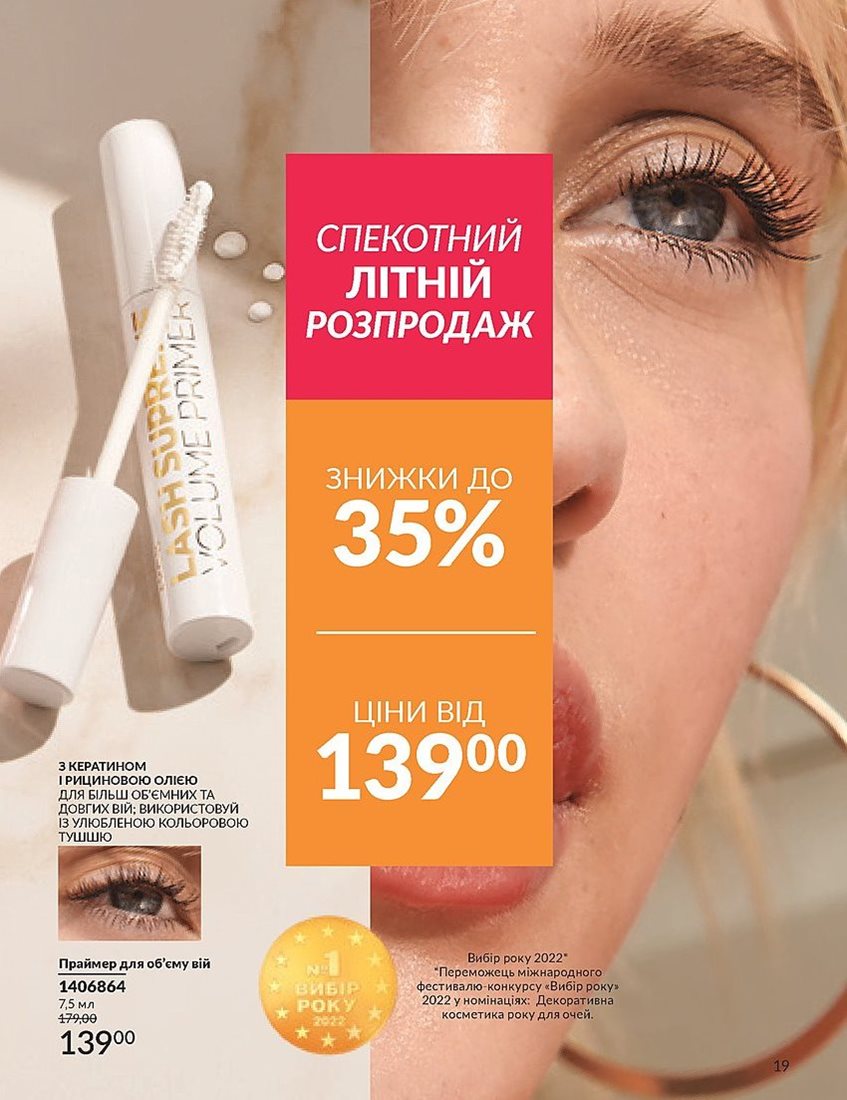 СПЕКОТНИЙ
ЛІТНІЙ
РОЗПРОДАЖ
ЗНИЖКИ ДО
35%
ЦІНИ ВІД
139⁰⁰
LASH SUPREME
VOLUME PRIMER
З КЕРАТИНОМ
І РИЦИНОВОЮ ОЛІЄЮ
ДЛЯ БІЛЬШ ОБ'ЄМНИХ ТА
ДОВГИХ ВІЙ; ВИКОРИСТОВУЙ
ІЗ УЛЮБЛЕНОЮ КОЛЬОРОВОЮ
ТУШШЮ
Праймер для об'єму вій
1406864
7,5 мл
179,00
139⁰⁰
№1
ВИБІР
РОКУ
2022
Вибір року 2022*
*Переможець міжнародного
фестивалю-конкурсу «Вибір року»
2022 у номінаціях: Декоративна
косметика року для очей.
19